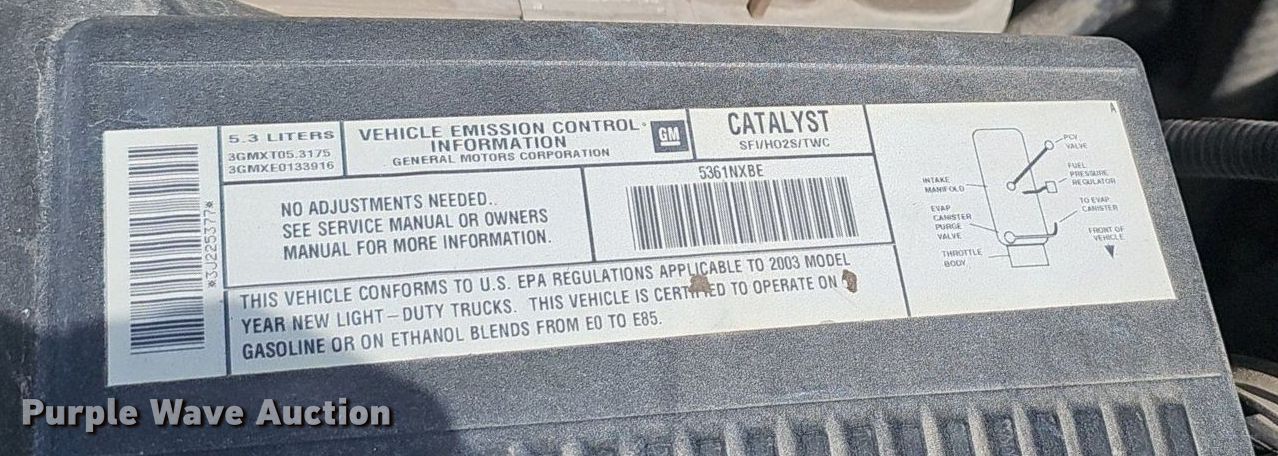 *3J225377*
5.3 LITERS
3GMXT05.3175
3GMXE0133916
VEHICLE EMISSION CONTROL
INFORMATION
GENERAL MOTORS CORPORATION
GM
CATALYST
SFI/HO2S/TWC
NO ADJUSTMENTS NEEDED..
SEE SERVICE MANUAL OR OWNERS
MANUAL FOR MORE INFORMATION.
5361NXBE
THIS VEHICLE CONFORMS TO U.S. EPA REGULATIONS APPLICABLE TO 2003 MODEL
YEAR NEW LIGHT-DUTY TRUCKS. THIS VEHICLE IS CERTIFIED TO OPERATE ON
GASOLINE OR ON ETHANOL BLENDS FROM E0 TO E85.
A
PCV
VALVE
FUEL
PRESSURE
REGULATOR
INTAKE
MANIFOLD
TO EVAP
CANISTER
EVAP
CANISTER
PURGE
VALVE
FRONT OF
VEHICLE
THROTTLE
BODY
Purple Wave Auction